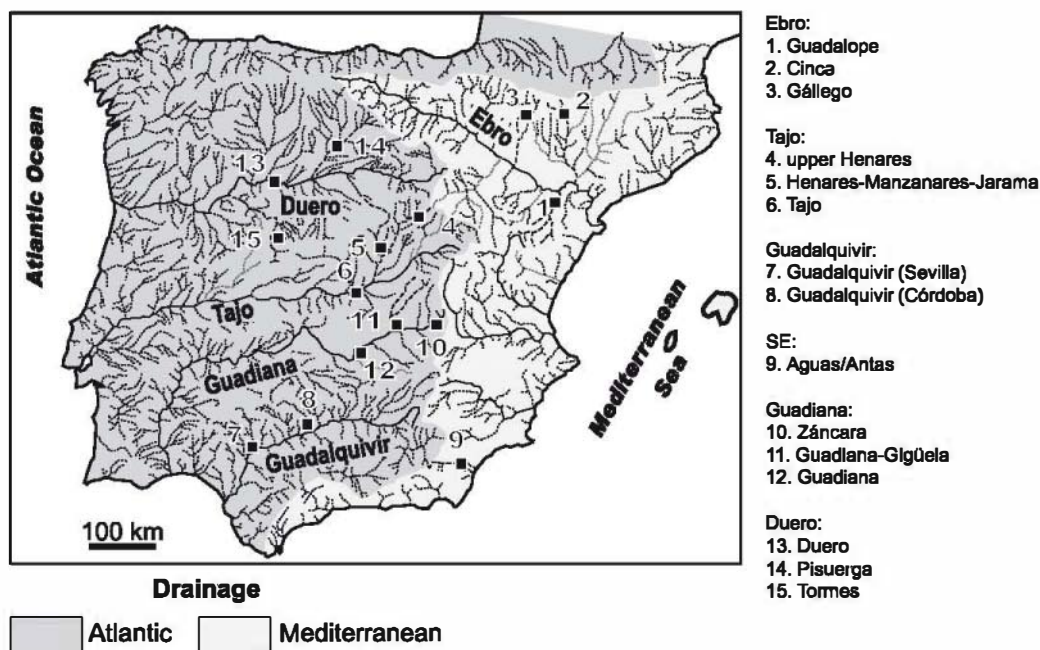 Atlantic Ocean
Ebro
3
2
14
13
Duero
1
4
15
5
6
Tajo
11
10
12
Guadiana
8
7
Guadalquivir
9
Mediterranean
Sea
100 km
Drainage
Atlantic
Mediterranean
Ebro:
1. Guadalope
2. Cinca
3. Gállego
Tajo:
4. upper Henares
5. Henares-Manzanares-Jarama
6. Tajo
Guadalquivir:
7. Guadalquivir (Sevilla)
8. Guadalquivir (Córdoba)
SE:
9. Aguas/Antas
Guadiana:
10. Záncara
11. Guadiana-Gigüela
12. Guadiana
Duero:
13. Duero
14. Pisuerga
15. Tormes